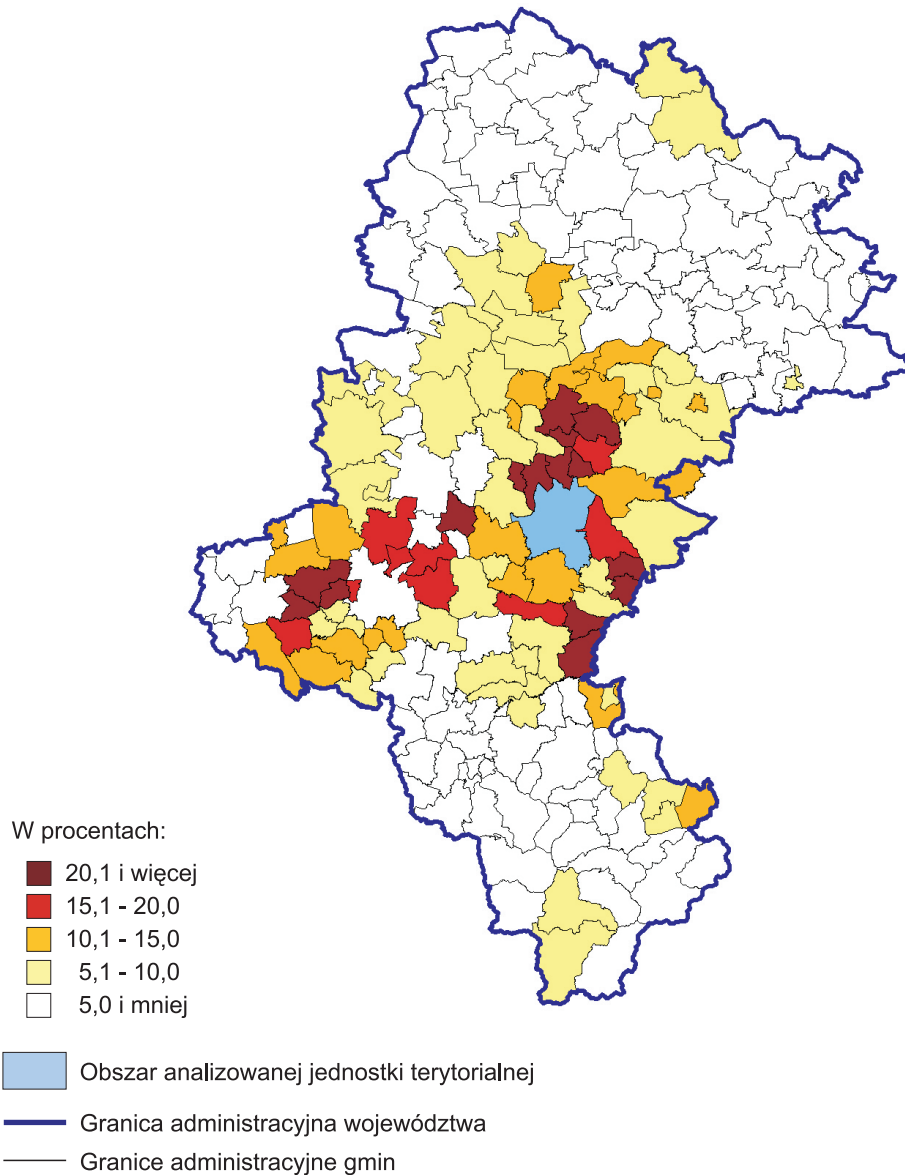 W procentach:
20,1 i więcej
15,1 - 20,0
10,1 - 15,0
5,1 - 10,0
5,0 i mniej
Obszar analizowanej jednostki terytorialnej
Granica administracyjna województwa
Granice administracyjne gmin